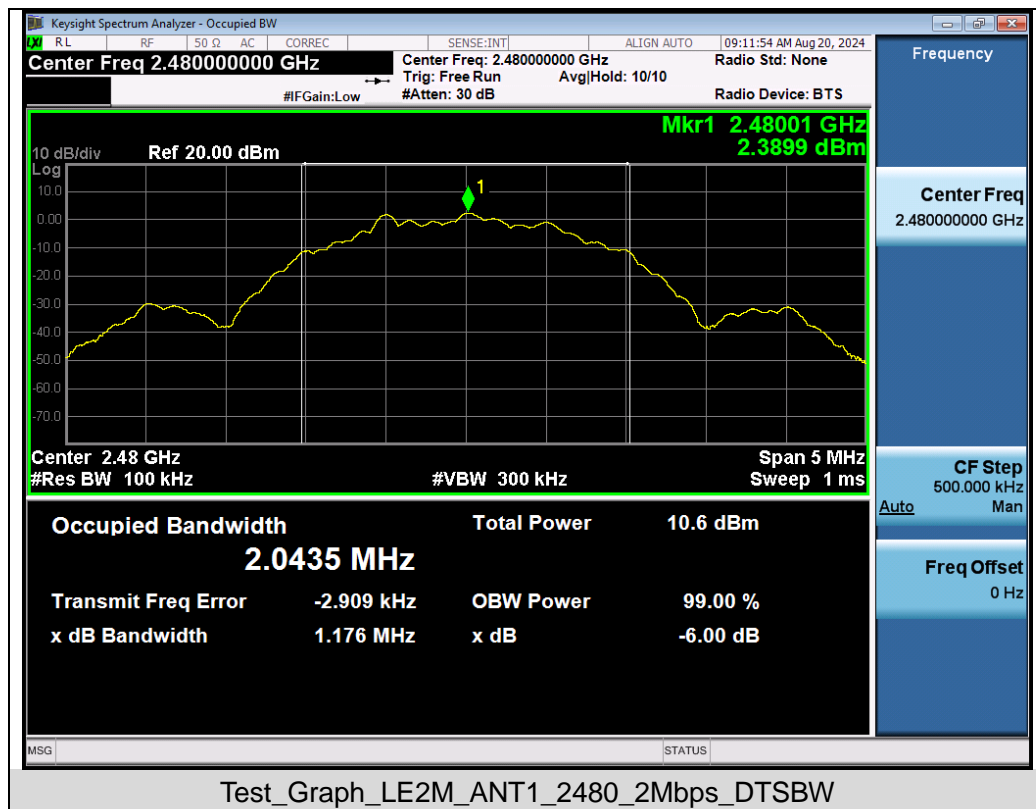 Keysight Spectrum Analyzer - Occupied BW
LXI RL RF 50 Ω AC CORREC SENSE:INT ALIGN AUTO 09:11:54 AM Aug 20, 2024
Center Freq 2.480000000 GHz
Center Freq: 2.480000000 GHz
Radio Std: None
Trig: Free Run Avg|Hold: 10/10
#IFGain:Low
#Atten: 30 dB
Radio Device: BTS
Frequency
Mkr1 2.48001 GHz
2.3899 dBm
10 dB/div Ref 20.00 dBm
Log
10.0
0.00
-10.0
-20.0
-30.0
-40.0
-50.0
-60.0
-70.0
1
Center 2.48 GHz
Span 5 MHz
#Res BW 100 kHz
#VBW 300 kHz
Sweep 1 ms
Center Freq
2.480000000 GHz
CF Step
500.000 kHz
Auto Man
Freq Offset
0 Hz
Occupied Bandwidth
2.0435 MHz
Total Power 10.6 dBm
Transmit Freq Error -2.909 kHz
OBW Power 99.00 %
x dB Bandwidth 1.176 MHz
x dB -6.00 dB
MSG
STATUS
Test_Graph_LE2M_ANT1_2480_2Mbps_DTSBW